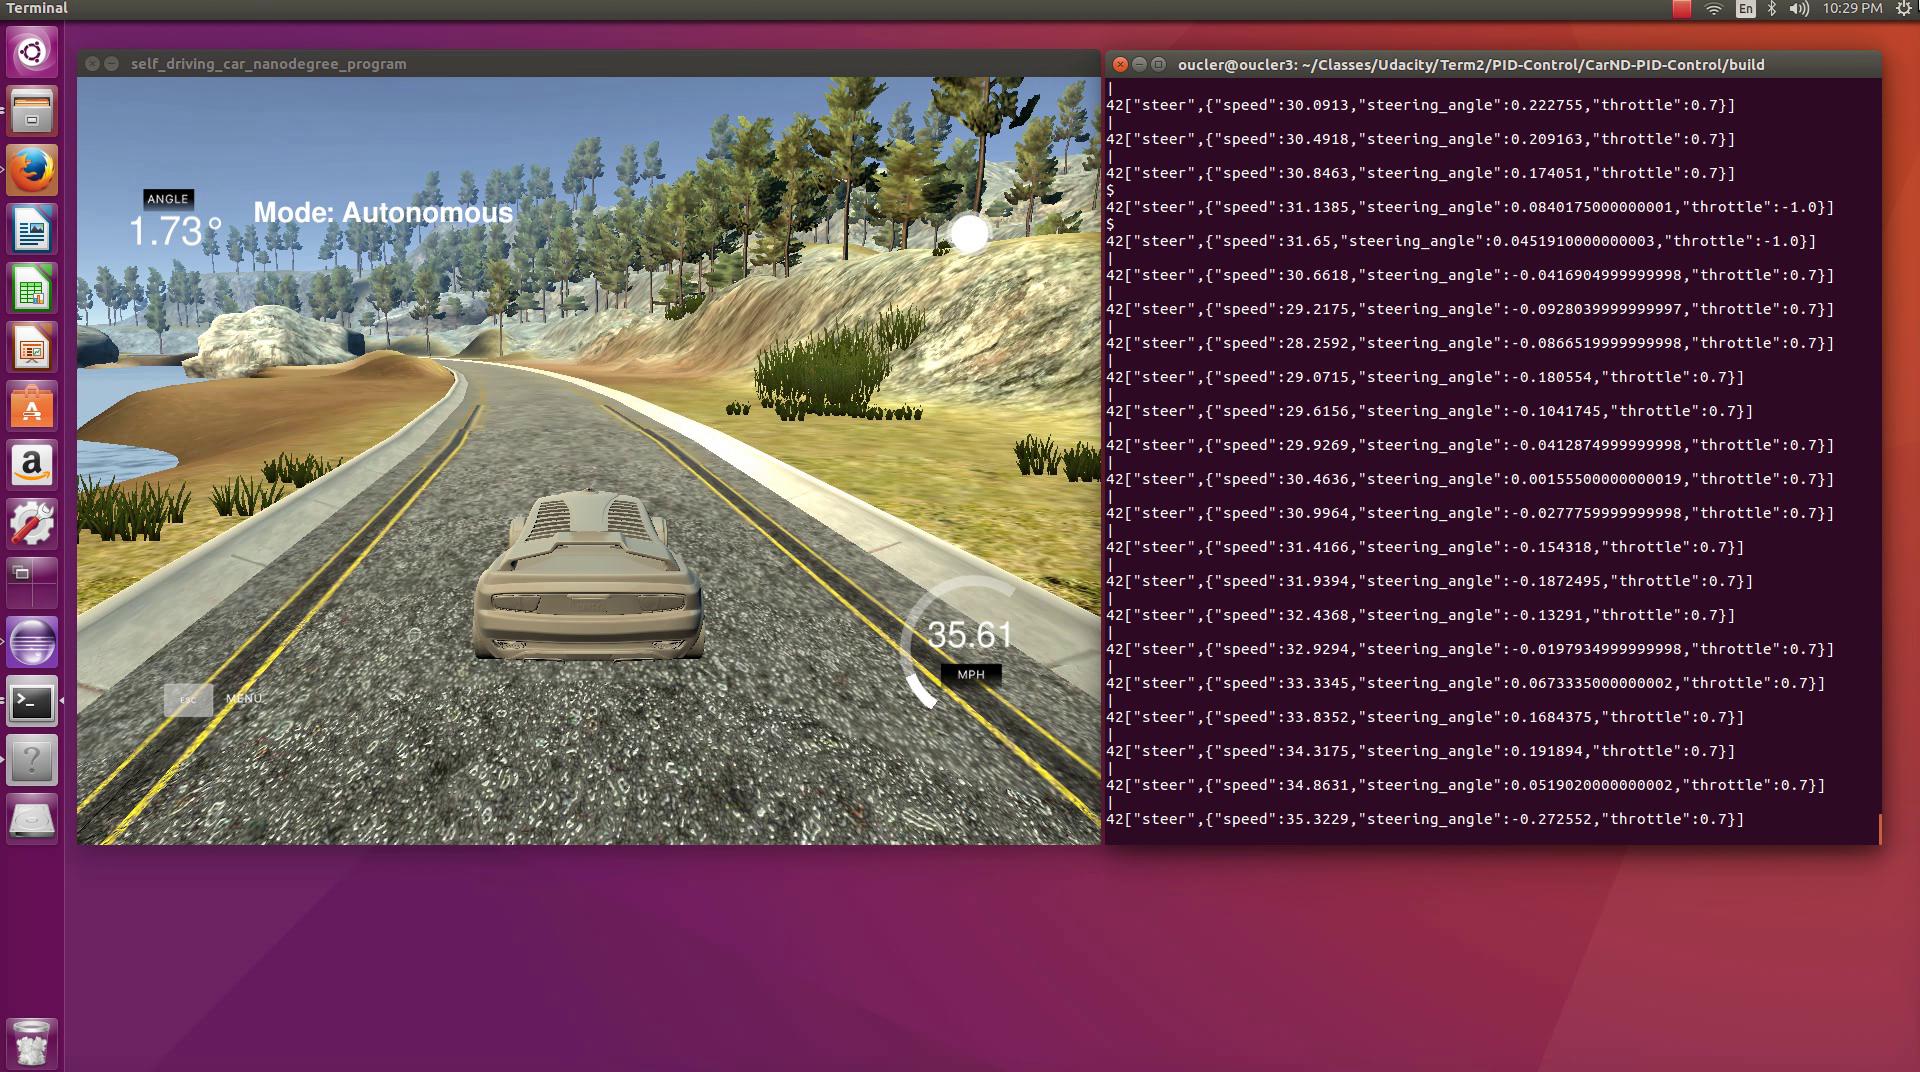 Terminal
En
10:29 PM
self_driving_car_nanodegree_program
ANGLE
1.73°
Mode: Autonomous
35.61
MPH
ESC
MENU
oucler@oucler3: ~/Classes/Udacity/Term2/PID-Control/CarND-PID-Control/build
|
42["steer",{"speed":30.0913,"steering_angle":0.222755,"throttle":0.7}]
|
42["steer",{"speed":30.4918,"steering_angle":0.209163,"throttle":0.7}]
|
42["steer",{"speed":30.8463,"steering_angle":0.174051,"throttle":0.7}]
$
42["steer",{"speed":31.1385,"steering_angle":0.0840175000000001,"throttle":-1.0}]
$
42["steer",{"speed":31.65,"steering_angle":0.0451910000000003,"throttle":-1.0}]
|
42["steer",{"speed":30.6618,"steering_angle":-0.0416904999999998,"throttle":0.7}]
|
42["steer",{"speed":29.2175,"steering_angle":-0.0928039999999997,"throttle":0.7}]
|
42["steer",{"speed":28.2592,"steering_angle":-0.0866519999999998,"throttle":0.7}]
|
42["steer",{"speed":29.0715,"steering_angle":-0.180554,"throttle":0.7}]
|
42["steer",{"speed":29.6156,"steering_angle":-0.1041745,"throttle":0.7}]
|
42["steer",{"speed":29.9269,"steering_angle":-0.0412874999999998,"throttle":0.7}]
|
42["steer",{"speed":30.4636,"steering_angle":0.00155500000000019,"throttle":0.7}]
|
42["steer",{"speed":30.9964,"steering_angle":-0.0277759999999998,"throttle":0.7}]
|
42["steer",{"speed":31.4166,"steering_angle":-0.154318,"throttle":0.7}]
|
42["steer",{"speed":31.9394,"steering_angle":-0.1872495,"throttle":0.7}]
|
42["steer",{"speed":32.4368,"steering_angle":-0.13291,"throttle":0.7}]
|
42["steer",{"speed":32.9294,"steering_angle":-0.0197934999999998,"throttle":0.7}]
|
42["steer",{"speed":33.3345,"steering_angle":0.0673335000000002,"throttle":0.7}]
|
42["steer",{"speed":33.8352,"steering_angle":0.1684375,"throttle":0.7}]
|
42["steer",{"speed":34.3175,"steering_angle":0.191894,"throttle":0.7}]
|
42["steer",{"speed":34.8631,"steering_angle":0.0519020000000002,"throttle":0.7}]
|
42["steer",{"speed":35.3229,"steering_angle":-0.272552,"throttle":0.7}]